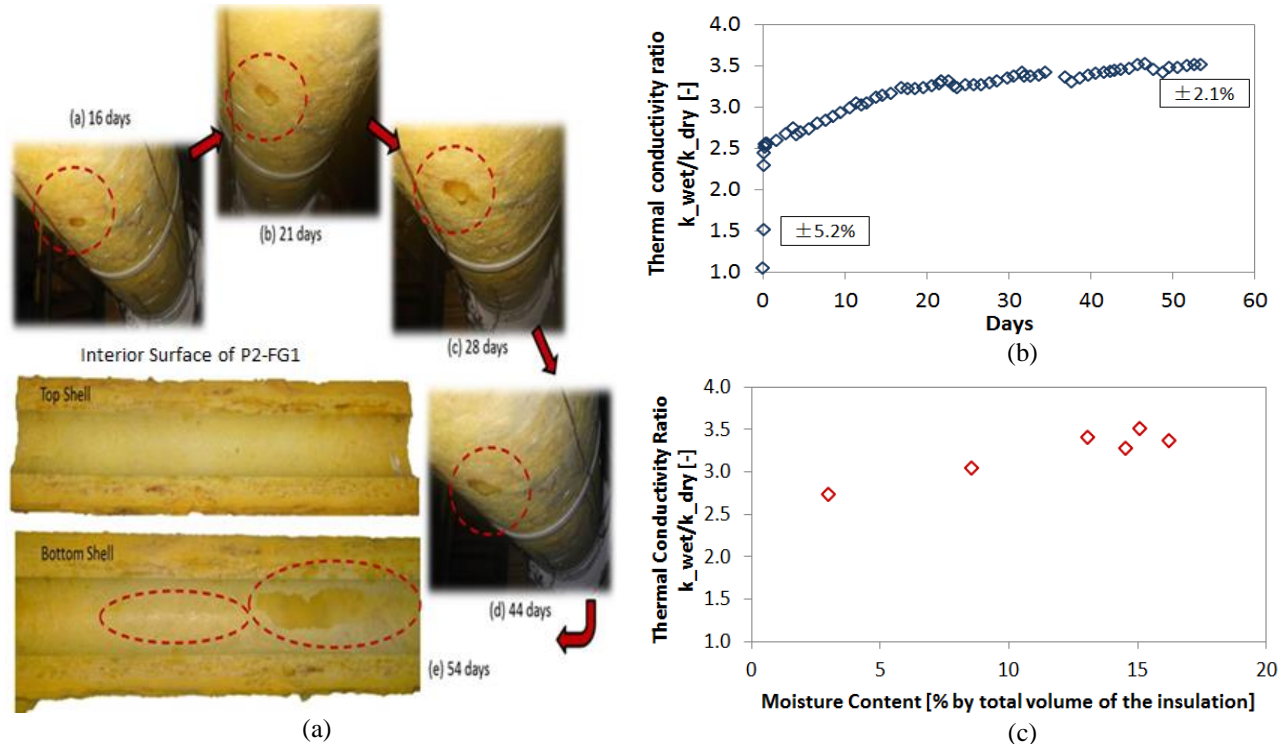 (a) 16 days
(b) 21 days
(c) 28 days
Interior Surface of P2-FG1
Top Shell
Bottom Shell
(d) 44 days
(e) 54 days
(a)
Thermal conductivity ratio
k_wet/k_dry [-]
4.0
3.5
3.0
2.5
2.0
1.5
1.0
±2.1%
±5.2%
0 10 20 30 40 50 60
Days
(b)
Thermal Conductivity Ratio
k_wet/k_dry [-]
4.0
3.5
3.0
2.5
2.0
1.5
1.0
0 5 10 15 20
Moisture Content [% by total volume of the insulation]
(c)